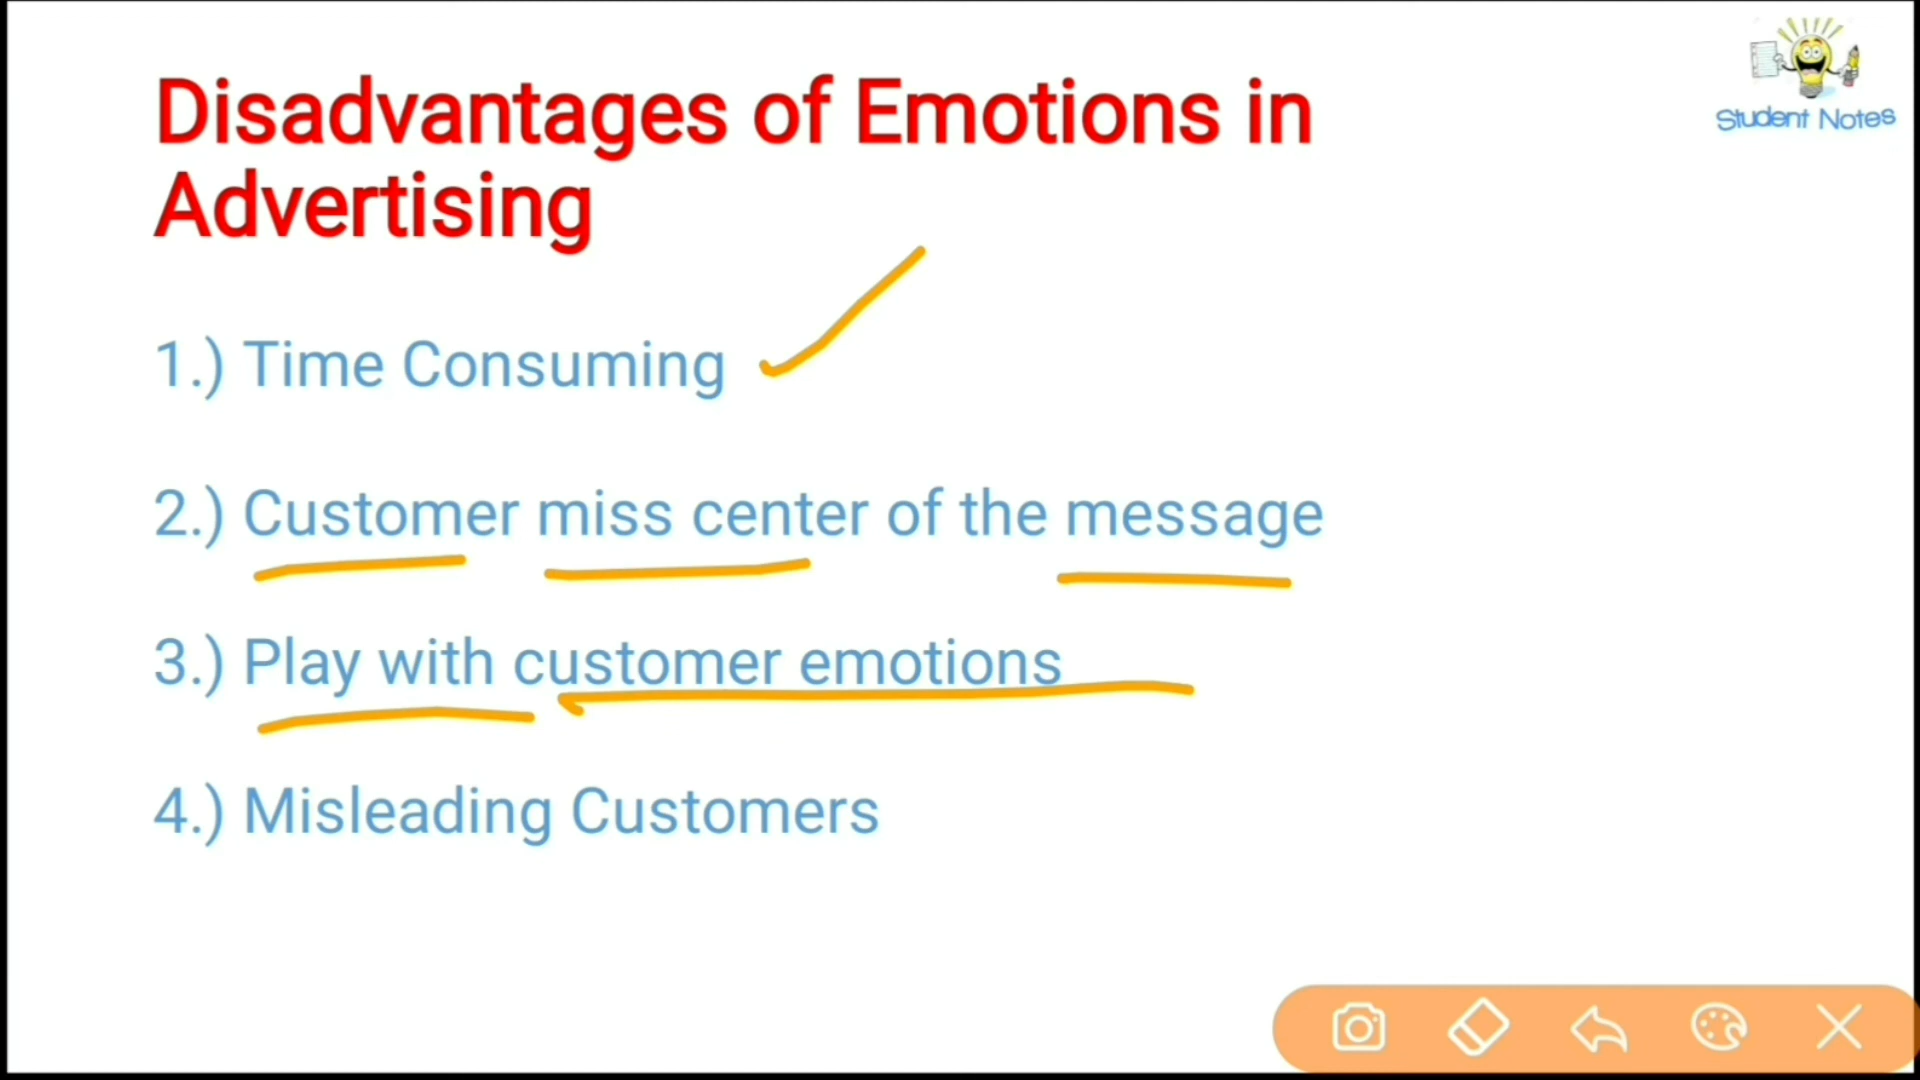 Disadvantages of Emotions in
Advertising
Student Notes
1.) Time Consuming
2.) Customer miss center of the message
3.) Play with customer emotions
4.) Misleading Customers